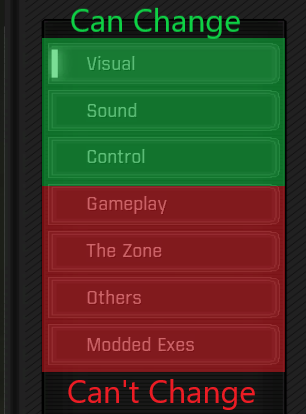 Can Change
Visual
Sound
Control
Gameplay
The Zone
Others
Modded Exes
Can't Change